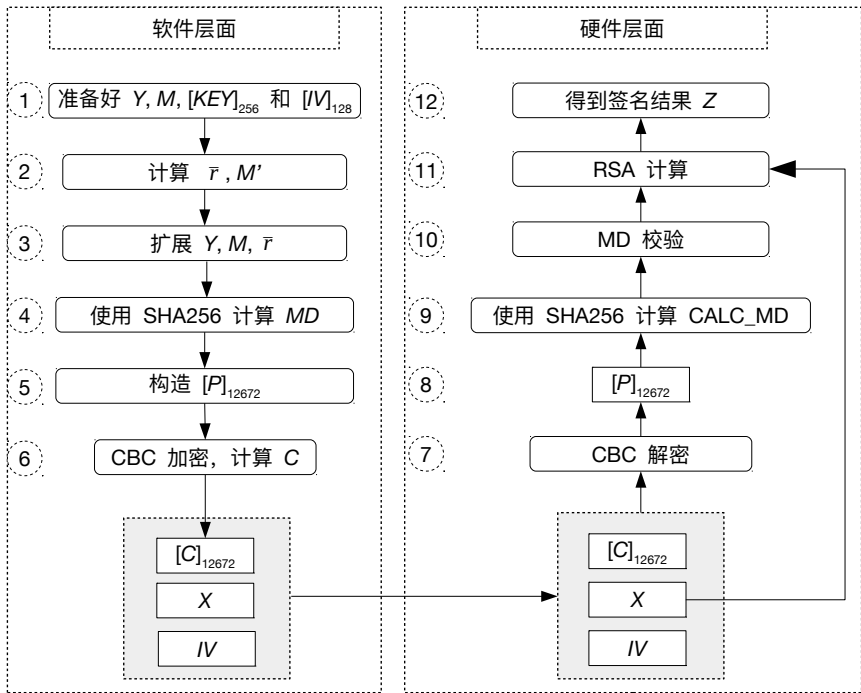 软件层面
1 准备好 Y, M, [KEY]256 和 [IV]128
2 计算 r̄ , M'
3 扩展 Y, M, r̄
4 使用 SHA256 计算 MD
5 构造 [P]12672
6 CBC 加密，计算 C
[C]12672
X
IV
硬件层面
12 得到签名结果 Z
11 RSA 计算
10 MD 校验
9 使用 SHA256 计算 CALC_MD
8 [P]12672
7 CBC 解密
[C]12672
X
IV